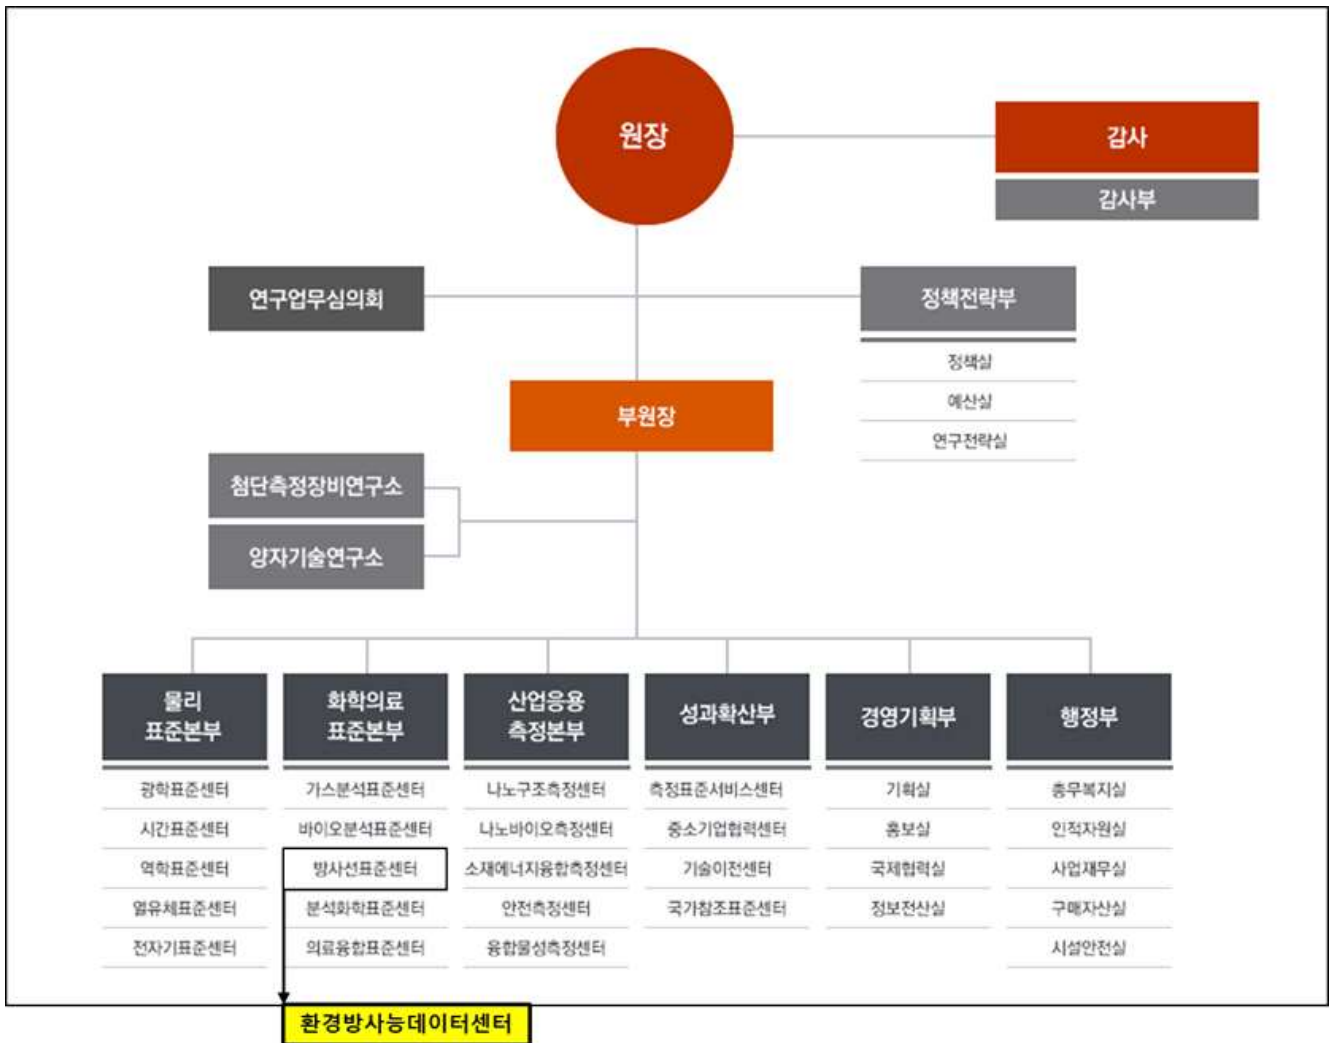 원장
감사
감사부
연구업무심의회
정책전략부
정책실
예산실
연구전략실
부원장
첨단측정장비연구소
양자기술연구소
물리
표준본부
광학표준센터
시간표준센터
역학표준센터
열유체표준센터
전자기표준센터
화학의료
표준본부
가스분석표준센터
바이오분석표준센터
방사선표준센터
분석화학표준센터
의료융합표준센터
산업응용
측정본부
나노구조측정센터
나노바이오측정센터
소재에너지융합측정센터
안전측정센터
융합물성측정센터
성과확산부
측정표준서비스센터
중소기업협력센터
기술이전센터
국가참조표준센터
경영기획부
기획실
홍보실
국제협력실
정보전산실
행정부
총무복지실
인적자원실
사업재무실
구매자산실
시설안전실
환경방사능데이터센터